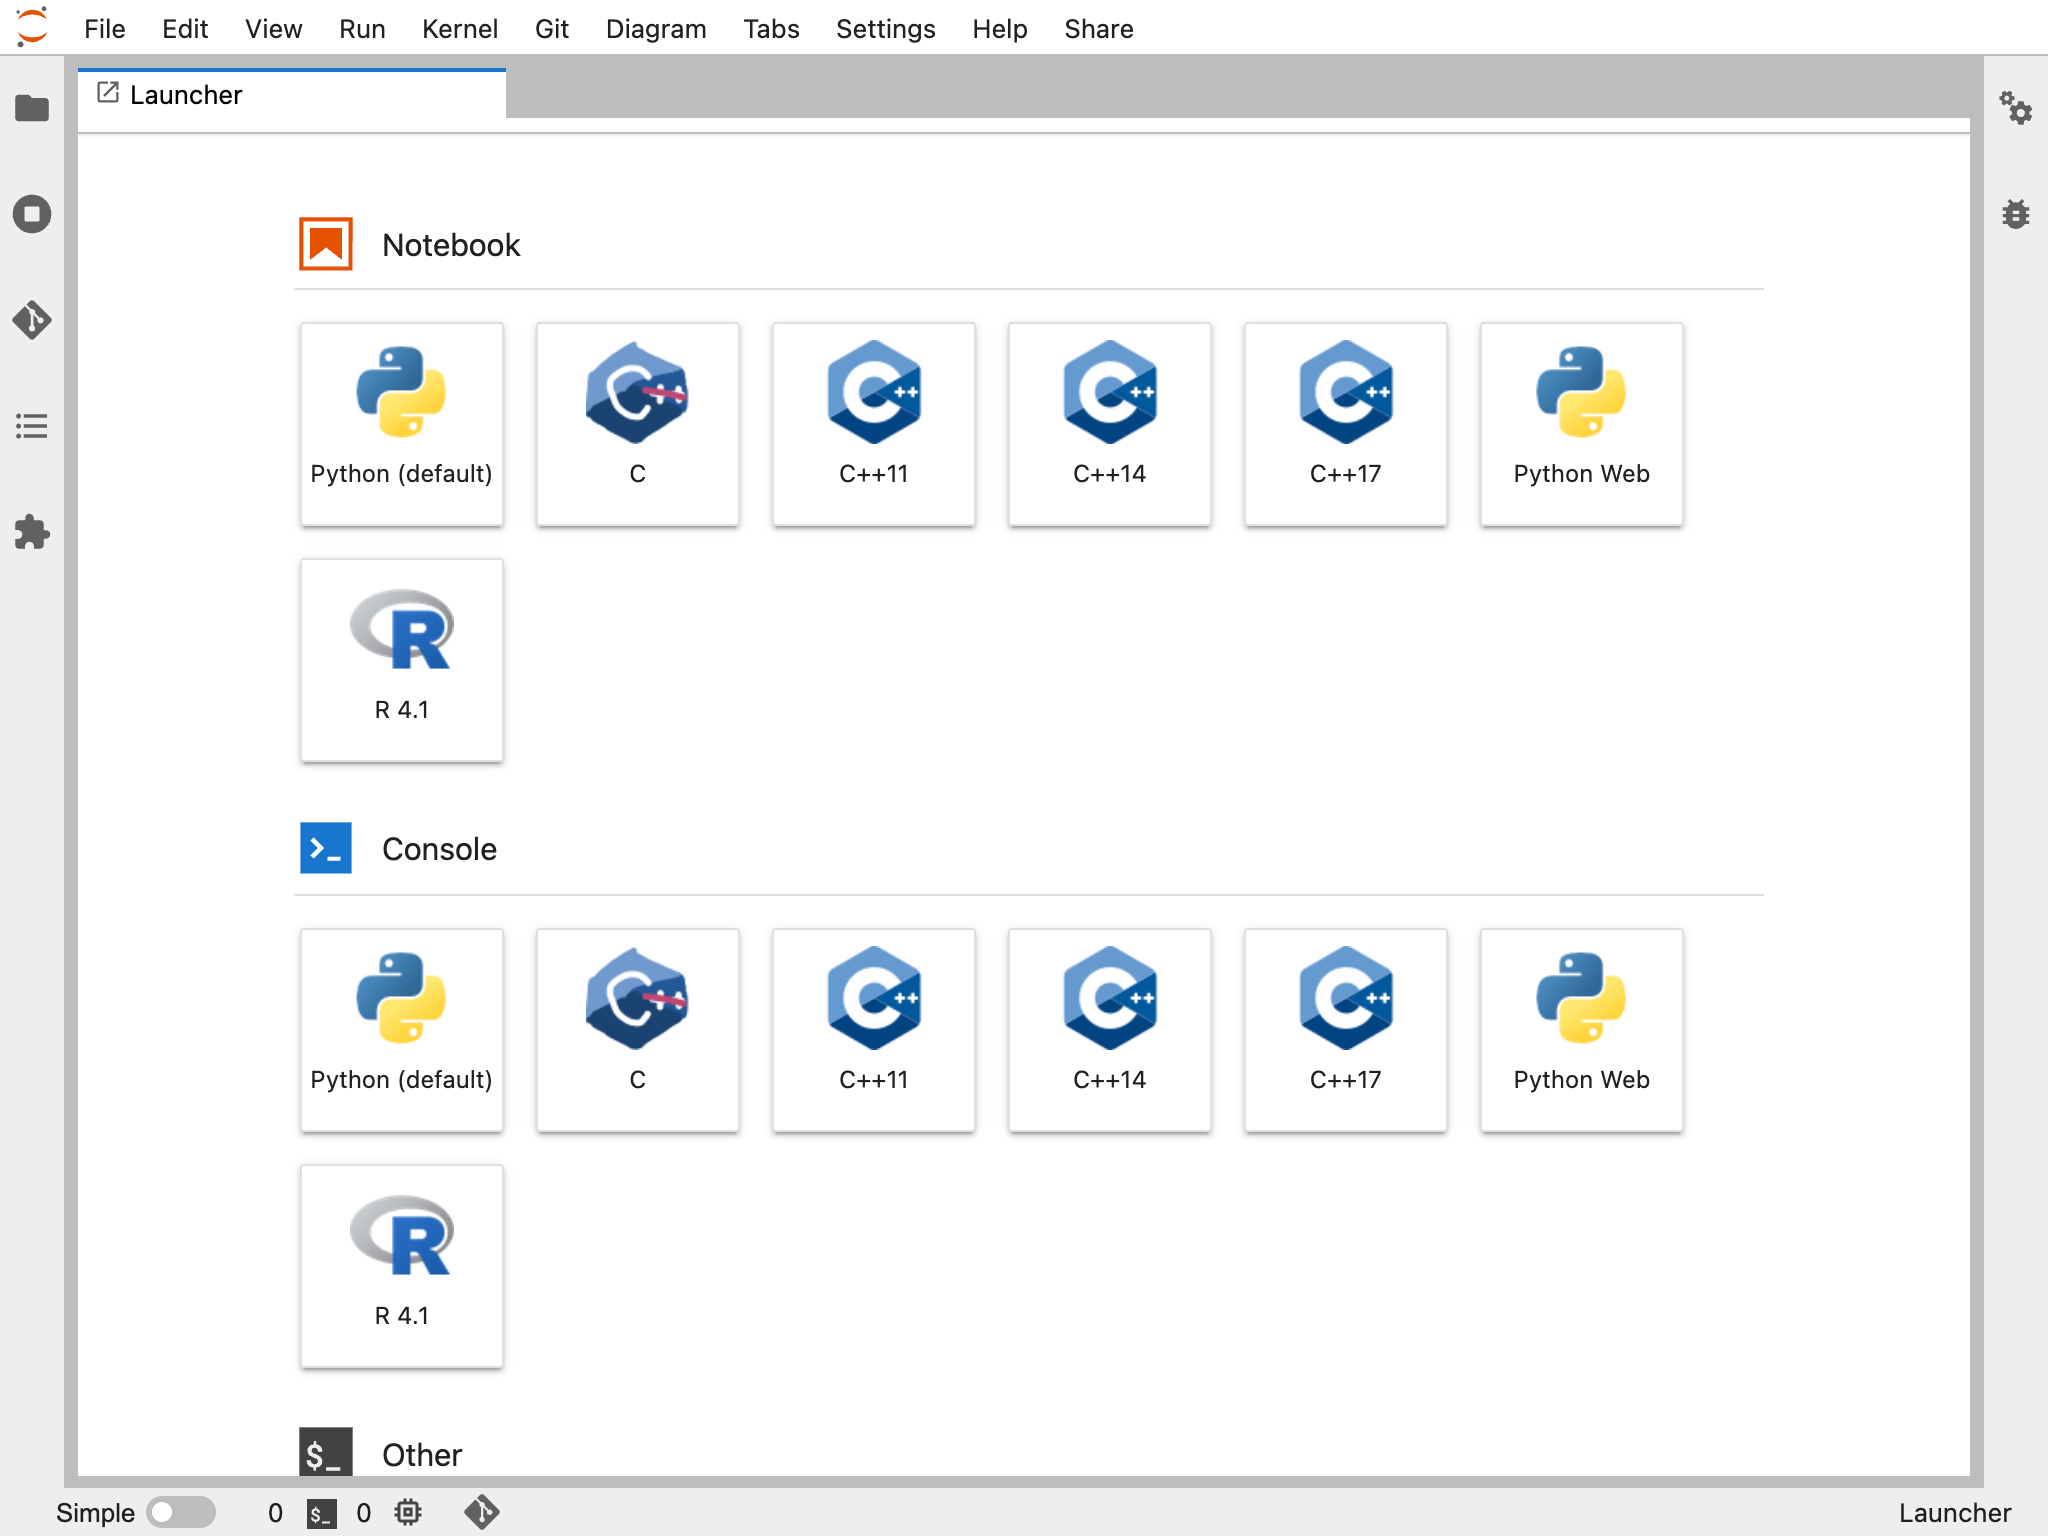 File Edit View Run Kernel Git Diagram Tabs Settings Help Share
Launcher
Notebook
Python (default) C C++11 C++14 C++17 Python Web
R 4.1
Console
Python (default) C C++11 C++14 C++17 Python Web
R 4.1
$_ Other
Simple 0 $_ 0 Launcher